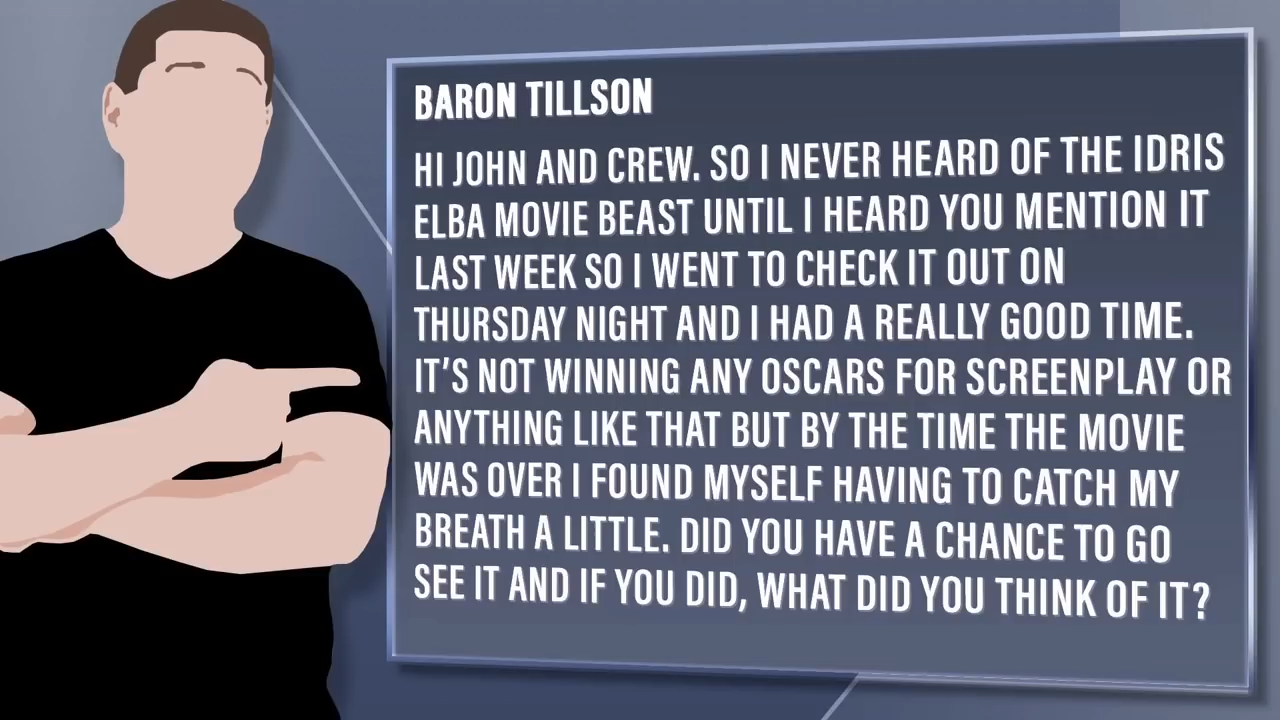 BARON TILLSON
HI JOHN AND CREW. SO I NEVER HEARD OF THE IDRIS
ELBA MOVIE BEAST UNTIL I HEARD YOU MENTION IT
LAST WEEK SO I WENT TO CHECK IT OUT ON
THURSDAY NIGHT AND I HAD A REALLY GOOD TIME.
IT'S NOT WINNING ANY OSCARS FOR SCREENPLAY OR
ANYTHING LIKE THAT BUT BY THE TIME THE MOVIE
WAS OVER I FOUND MYSELF HAVING TO CATCH MY
BREATH A LITTLE. DID YOU HAVE A CHANCE TO GO
SEE IT AND IF YOU DID, WHAT DID YOU THINK OF IT?